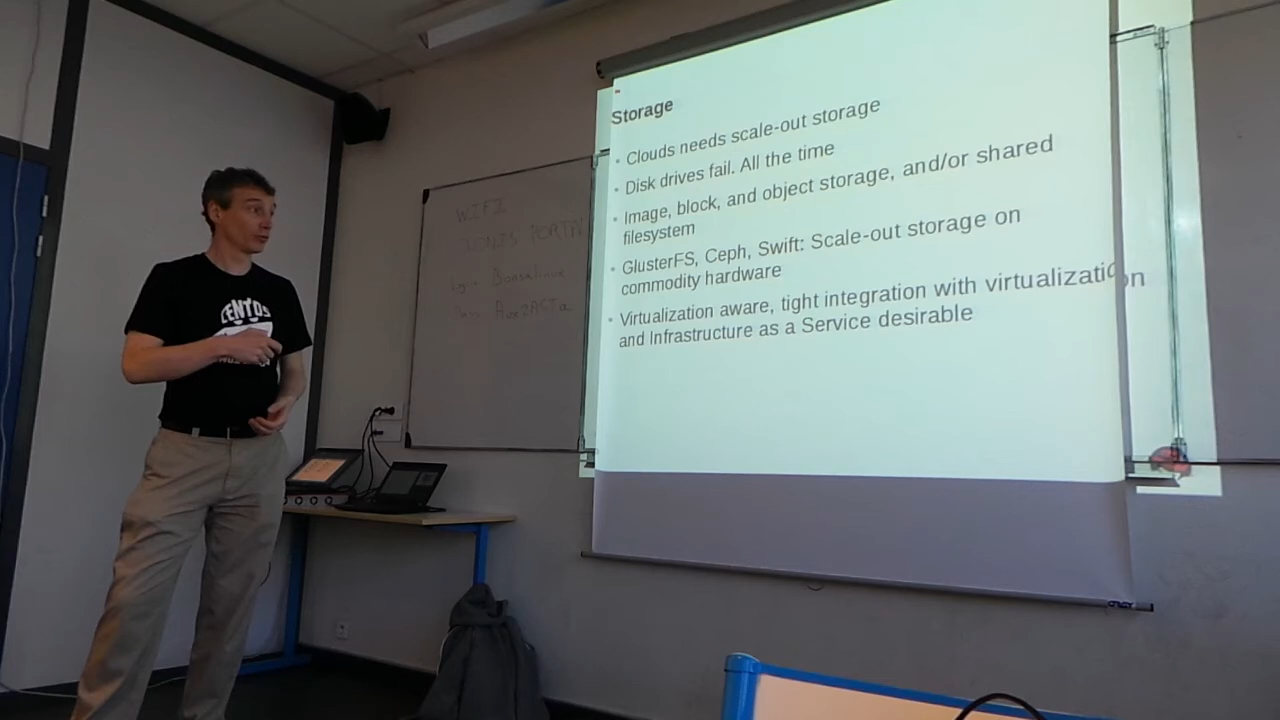 Storage
Clouds needs scale-out storage
Disk drives fail. All the time
Image, block, and object storage, and/or shared
filesystem
GlusterFS, Ceph, Swift: Scale-out storage on
commodity hardware
Virtualization aware, tight integration with virtualization
and Infrastructure as a Service desirable
WIFI
CENTOS